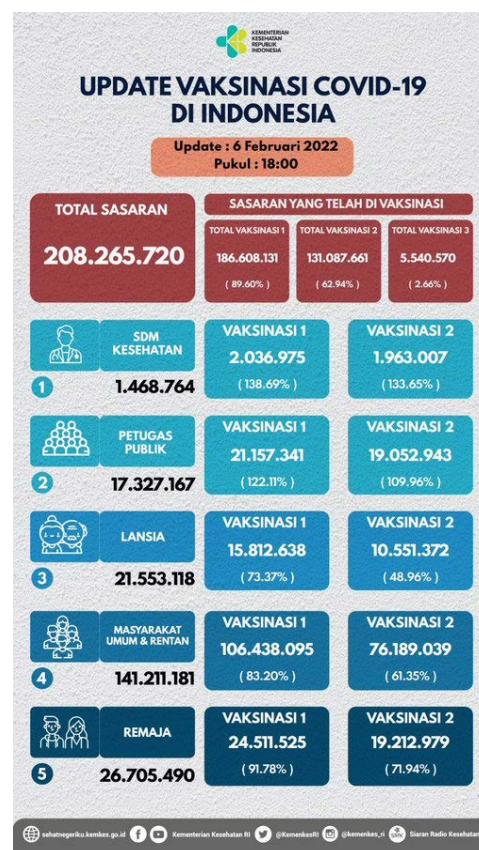 KEMENTERIAN
KESEHATAN
REPUBLIK
INDONESIA
UPDATE VAKSINASI COVID-19
DI INDONESIA
Update : 6 Februari 2022
Pukul : 18:00
TOTAL SASARAN
208.265.720
SASARAN YANG TELAH DI VAKSINASI
TOTAL VAKSINASI 1
186.608.131
( 89.60% )
TOTAL VAKSINASI 2
131.087.661
( 62.94% )
TOTAL VAKSINASI 3
5.540.570
( 2.66% )
SDM
KESEHATAN
1
1.468.764
VAKSINASI 1
2.036.975
( 138.69% )
VAKSINASI 2
1.963.007
( 133.65% )
PETUGAS
PUBLIK
2
17.327.167
VAKSINASI 1
21.157.341
( 122.11% )
VAKSINASI 2
19.052.943
( 109.96% )
LANSIA
3
21.553.118
VAKSINASI 1
15.812.638
( 73.37% )
VAKSINASI 2
10.551.372
( 48.96% )
MASYARAKAT
UMUM & RENTAN
4
141.211.181
VAKSINASI 1
106.438.095
( 83.20% )
VAKSINASI 2
76.189.039
( 61.35% )
REMAJA
5
26.705.490
VAKSINASI 1
24.511.525
( 91.78% )
VAKSINASI 2
19.212.979
( 71.94% )
sehatnegeriku.kemkes.go.id Kementerian Kesehatan RI @KemenkesRI @kemenkes_ri Siaran Radio Kesehatan